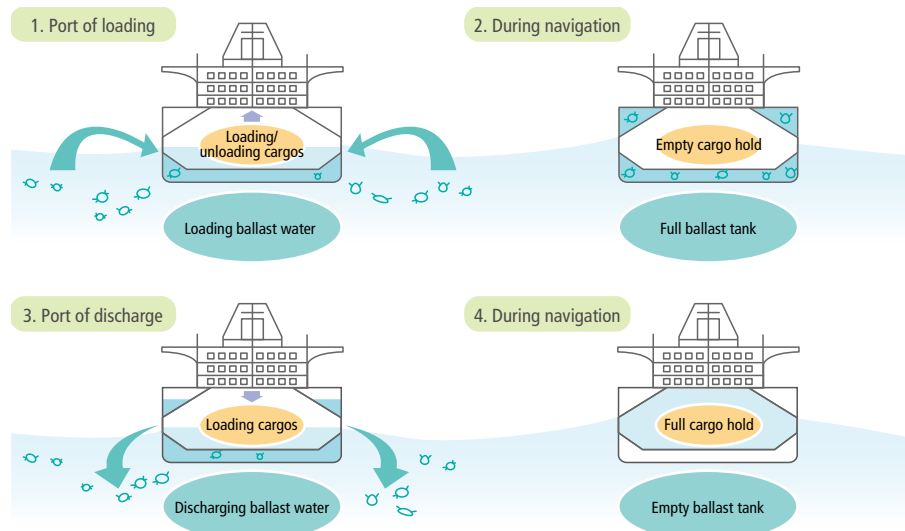 1. Port of loading
Loading/
unloading cargos
Loading ballast water
2. During navigation
Empty cargo hold
Full ballast tank
3. Port of discharge
Loading cargos
Discharging ballast water
4. During navigation
Full cargo hold
Empty ballast tank